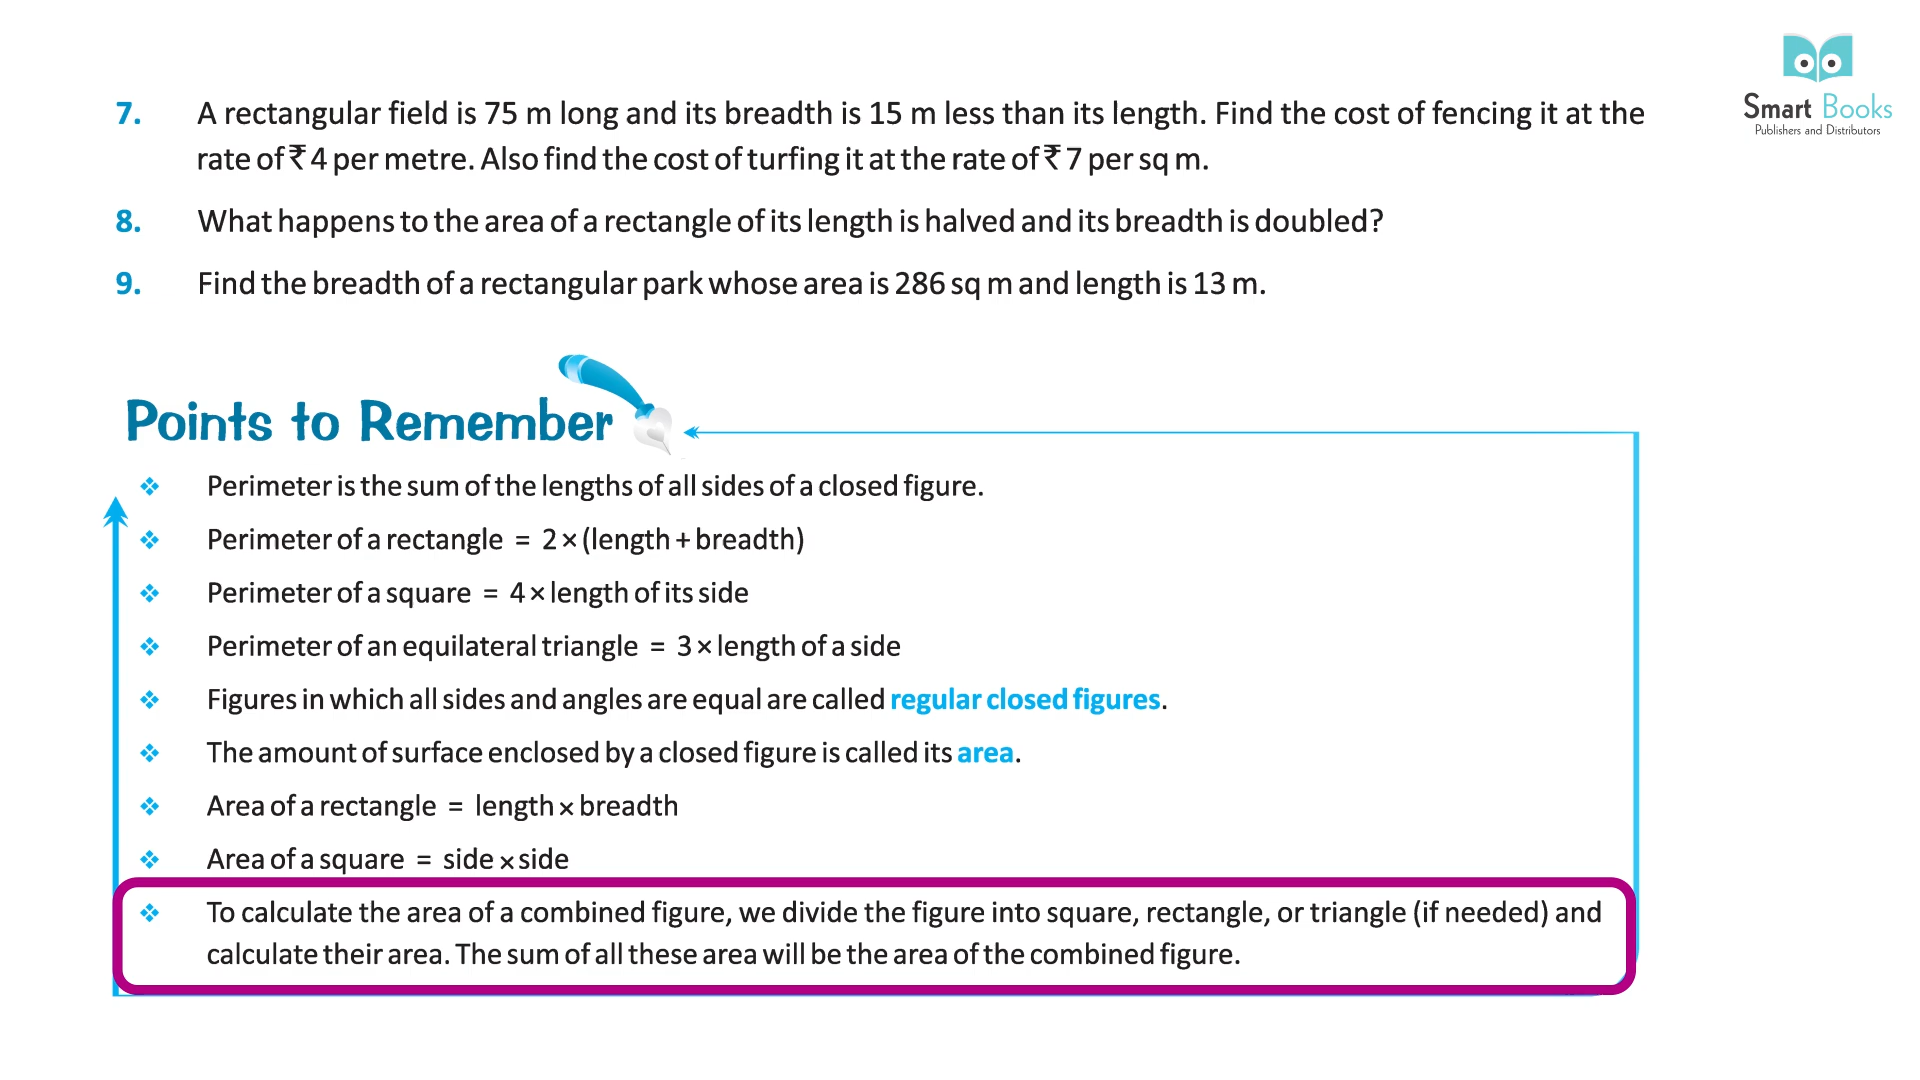 Smart Books
Publishers and Distributors
7. A rectangular field is 75 m long and its breadth is 15 m less than its length. Find the cost of fencing it at the
rate of ₹ 4 per metre. Also find the cost of turfing it at the rate of ₹ 7 per sq m.
8. What happens to the area of a rectangle of its length is halved and its breadth is doubled?
9. Find the breadth of a rectangular park whose area is 286 sq m and length is 13 m.
Points to Remember
❖ Perimeter is the sum of the lengths of all sides of a closed figure.
❖ Perimeter of a rectangle = 2 × (length + breadth)
❖ Perimeter of a square = 4 × length of its side
❖ Perimeter of an equilateral triangle = 3 × length of a side
❖ Figures in which all sides and angles are equal are called regular closed figures.
❖ The amount of surface enclosed by a closed figure is called its area.
❖ Area of a rectangle = length × breadth
❖ Area of a square = side × side
❖ To calculate the area of a combined figure, we divide the figure into square, rectangle, or triangle (if needed) and
calculate their area. The sum of all these area will be the area of the combined figure.